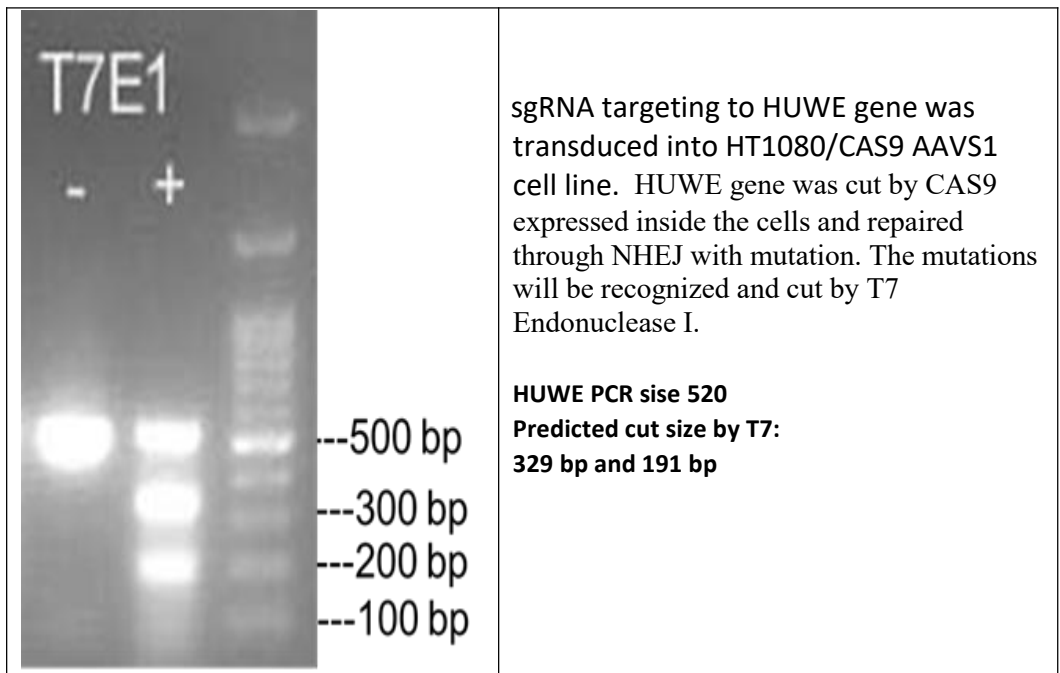 T7E1
- +
---500 bp
---300 bp
---200 bp
---100 bp
sgRNA targeting to HUWE gene was
transduced into HT1080/CAS9 AAVS1
cell line. HUWE gene was cut by CAS9
expressed inside the cells and repaired
through NHEJ with mutation. The mutations
will be recognized and cut by T7
Endonuclease I.
HUWE PCR sise 520
Predicted cut size by T7:
329 bp and 191 bp